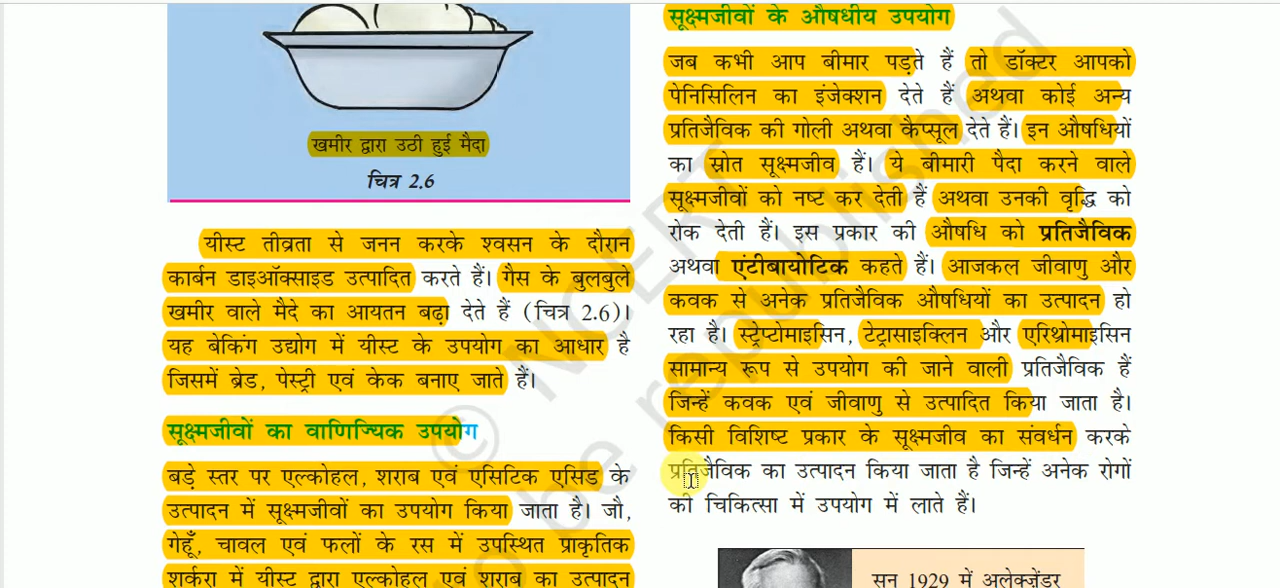 खमीर द्वारा उठी हुई मैदा
चित्र 2.6
यीस्ट तीव्रता से जनन करके श्वसन के दौरान
कार्बन डाइऑक्साइड उत्पादित करते हैं। गैस के बुलबुले
खमीर वाले मैदे का आयतन बढ़ा देते हैं (चित्र 2.6)।
यह बेकिंग उद्योग में यीस्ट के उपयोग का आधार है
जिसमें ब्रेड, पेस्ट्री एवं केक बनाए जाते हैं।
सूक्ष्मजीवों का वाणिज्यिक उपयोग
बड़े स्तर पर एल्कोहल, शराब एवं एसिटिक एसिड के
उत्पादन में सूक्ष्मजीवों का उपयोग किया जाता है। जौ,
गेहूँ, चावल एवं फलों के रस में उपस्थित प्राकृतिक
शर्करा में यीस्ट द्वारा एल्कोहल एवं शराब का उत्पादन
सूक्ष्मजीवों के औषधीय उपयोग
जब कभी आप बीमार पड़ते हैं तो डॉक्टर आपको
पेनिसिलिन का इंजेक्शन देते हैं अथवा कोई अन्य
प्रतिजैविक की गोली अथवा कैप्सूल देते हैं। इन औषधियों
का स्रोत सूक्ष्मजीव हैं। ये बीमारी पैदा करने वाले
सूक्ष्मजीवों को नष्ट कर देती हैं अथवा उनकी वृद्धि को
रोक देती हैं। इस प्रकार की औषधि को प्रतिजैविक
अथवा एंटीबायोटिक कहते हैं। आजकल जीवाणु और
कवक से अनेक प्रतिजैविक औषधियों का उत्पादन हो
रहा है। स्ट्रेप्टोमाइसिन, टेट्रासाइक्लिन और एरिथ्रोमाइसिन
सामान्य रूप से उपयोग की जाने वाली प्रतिजैविक हैं
जिन्हें कवक एवं जीवाणु से उत्पादित किया जाता है।
किसी विशिष्ट प्रकार के सूक्ष्मजीव का संवर्धन करके
प्रतिजैविक का उत्पादन किया जाता है जिन्हें अनेक रोगों
की चिकित्सा में उपयोग में लाते हैं।
सन् 1929 में अलेक्जेंडर
© NCERT
be republished